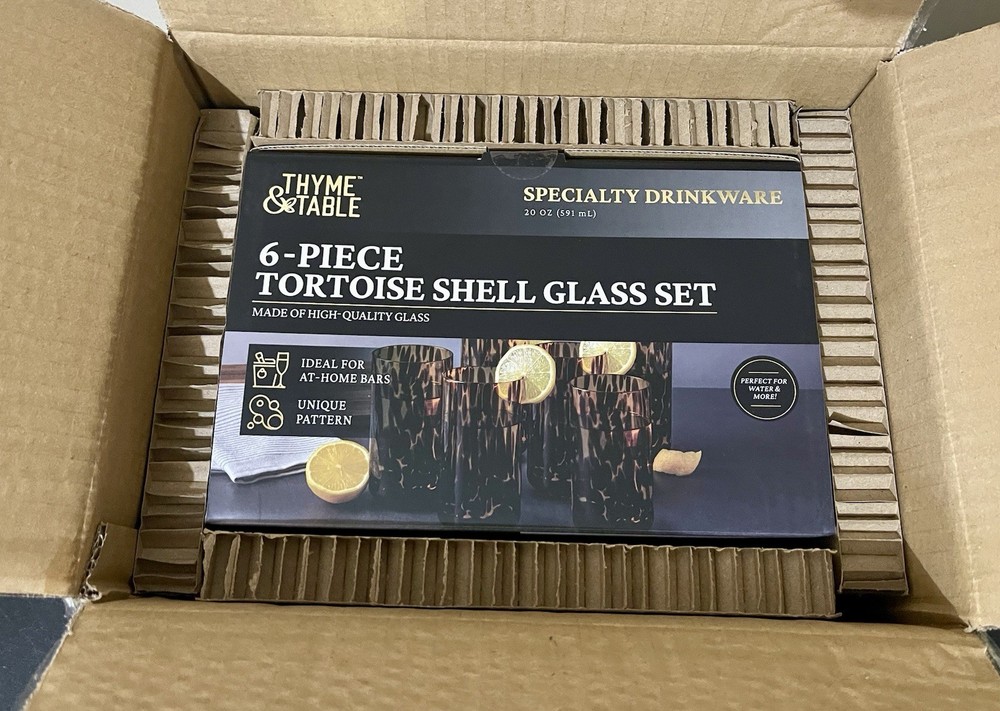 THYME™
& TABLE
SPECIALTY DRINKWARE
20 OZ (591 mL)
6-PIECE
TORTOISE SHELL GLASS SET
MADE OF HIGH-QUALITY GLASS
IDEAL FOR
AT-HOME BARS
UNIQUE
PATTERN
PERFECT FOR
WATER &
MORE!